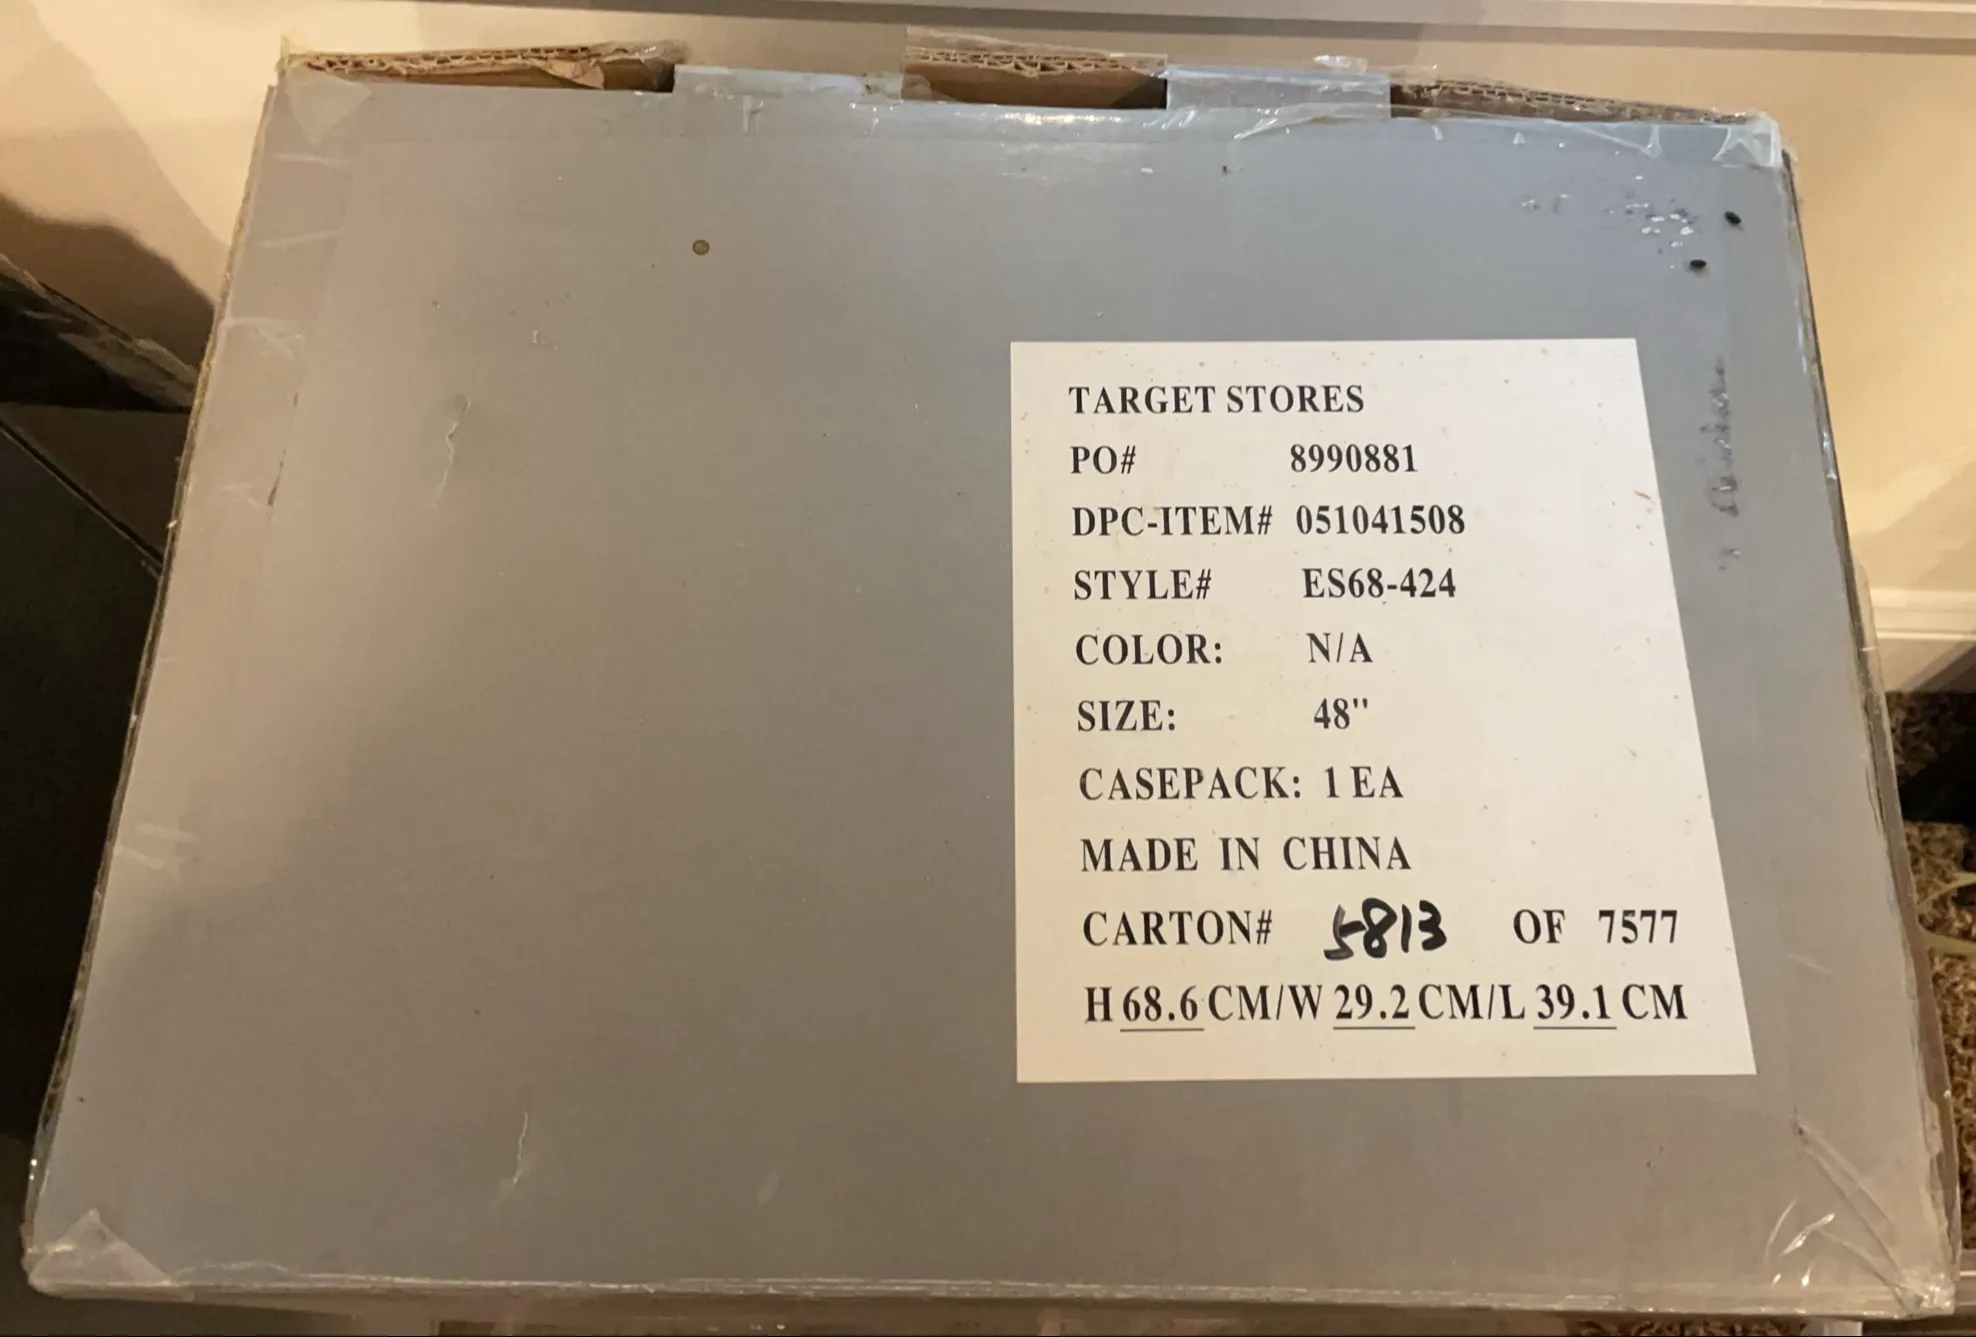 TARGET STORES
PO# 8990881
DPC-ITEM# 051041508
STYLE# ES68-424
COLOR: N/A
SIZE: 48"
CASEPACK: 1 EA
MADE IN CHINA
CARTON# 5813 OF 7577
H 68.6 CM/W 29.2 CM/L 39.1 CM